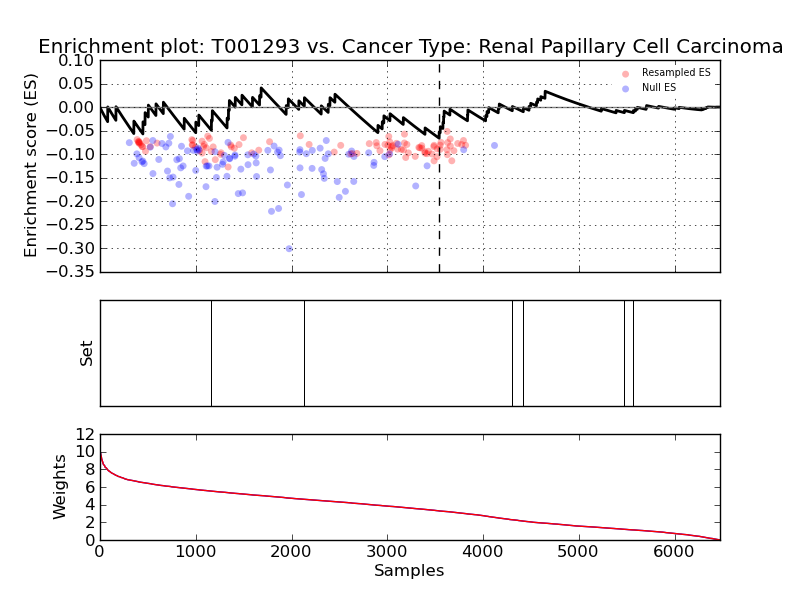 Enrichment plot: T001293 vs. Cancer Type: Renal Papillary Cell Carcinoma
0.10
0.05
0.00
−0.05
−0.10
−0.15
−0.20
−0.25
−0.30
−0.35
Enrichment score (ES)
Resampled ES
Null ES
Set
12
10
8
6
4
2
0
Weights
0 1000 2000 3000 4000 5000 6000
Samples